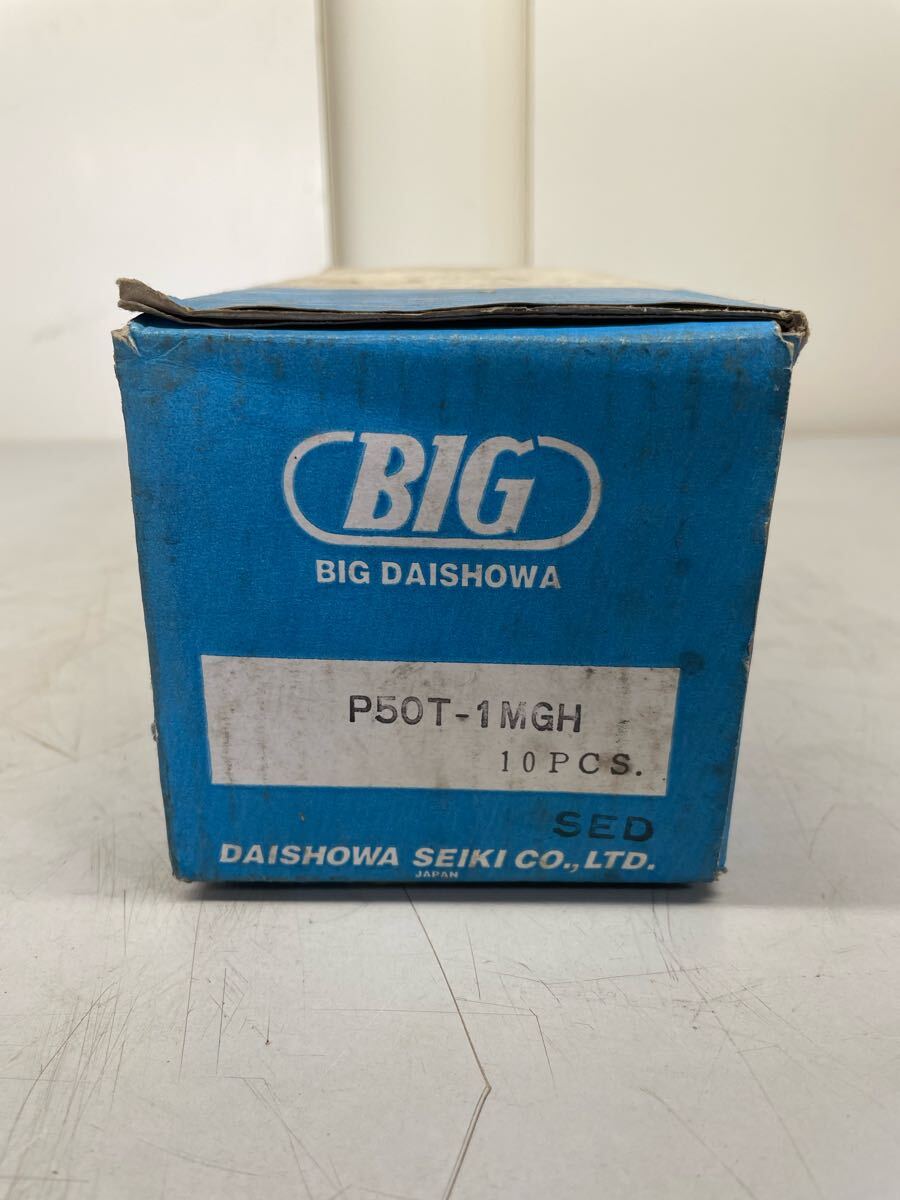 BIG
BIG DAISHOWA
P50T-1MGH
10PCS.
SED
DAISHOWA SEIKI CO., LTD.
JAPAN